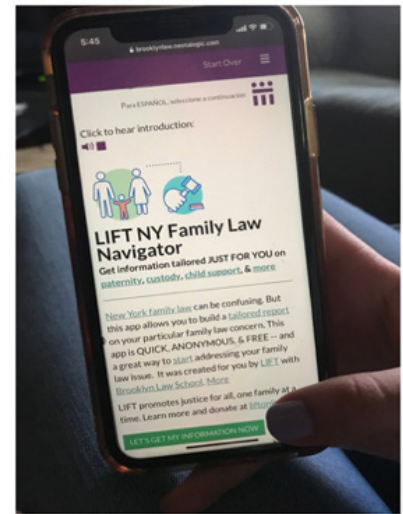 5:45
brooklynlaw.neotalogic.com
Start Over
Para ESPAÑOL, seleccione a continuación
Click to hear introduction:
LIFT NY Family Law
Navigator
Get information tailored JUST FOR YOU on
paternity, custody, child support, & more
New York family law can be confusing. But
this app allows you to build a tailored report
on your particular family law concern. This
app is QUICK, ANONYMOUS, & FREE -- and
a great way to start addressing your family
law issue. It was created for you by LIFT with
Brooklyn Law School. More
LIFT promotes justice for all, one family at a
time. Learn more and donate at
LET'S GET MY INFORMATION NOW